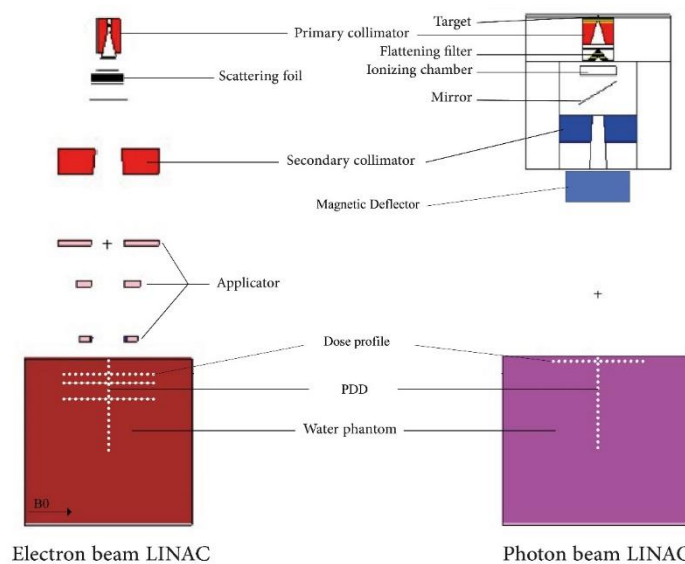 Target
Primary collimator
Flattening filter
Ionizing chamber
Scattering foil
Mirror
Secondary collimator
Magnetic Deflector
Applicator
Dose profile
PDD
Water phantom
B0
Electron beam LINAC
Photon beam LINAC